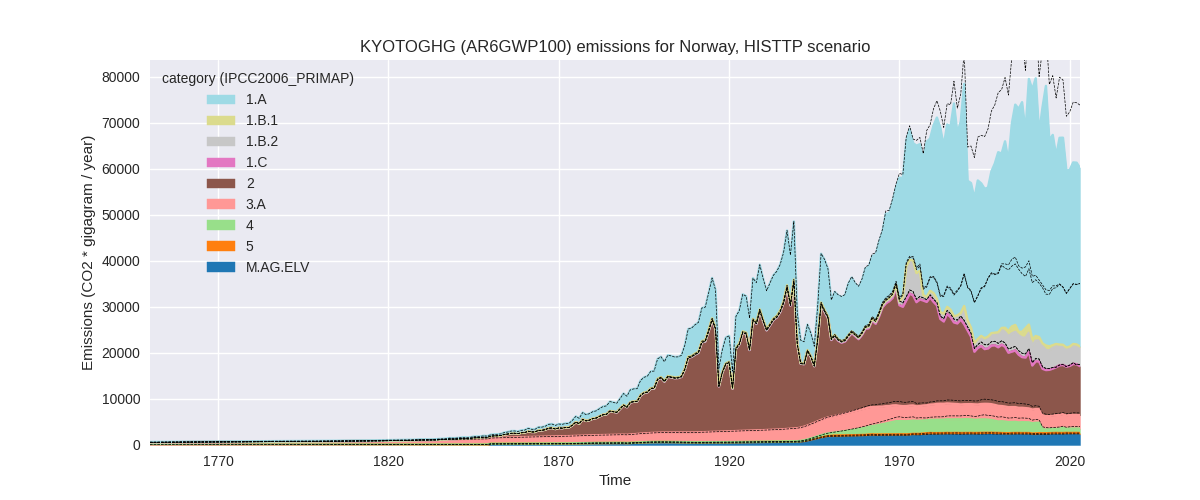 KYOTOGHG (AR6GWP100) emissions for Norway, HISTTP scenario
Emissions (CO2 * gigagram / year)
80000
70000
60000
50000
40000
30000
20000
10000
0
category (IPCC2006_PRIMAP)
1.A
1.B.1
1.B.2
1.C
2
3.A
4
5
M.AG.ELV
1770
1820
1870
1920
1970
2020
Time